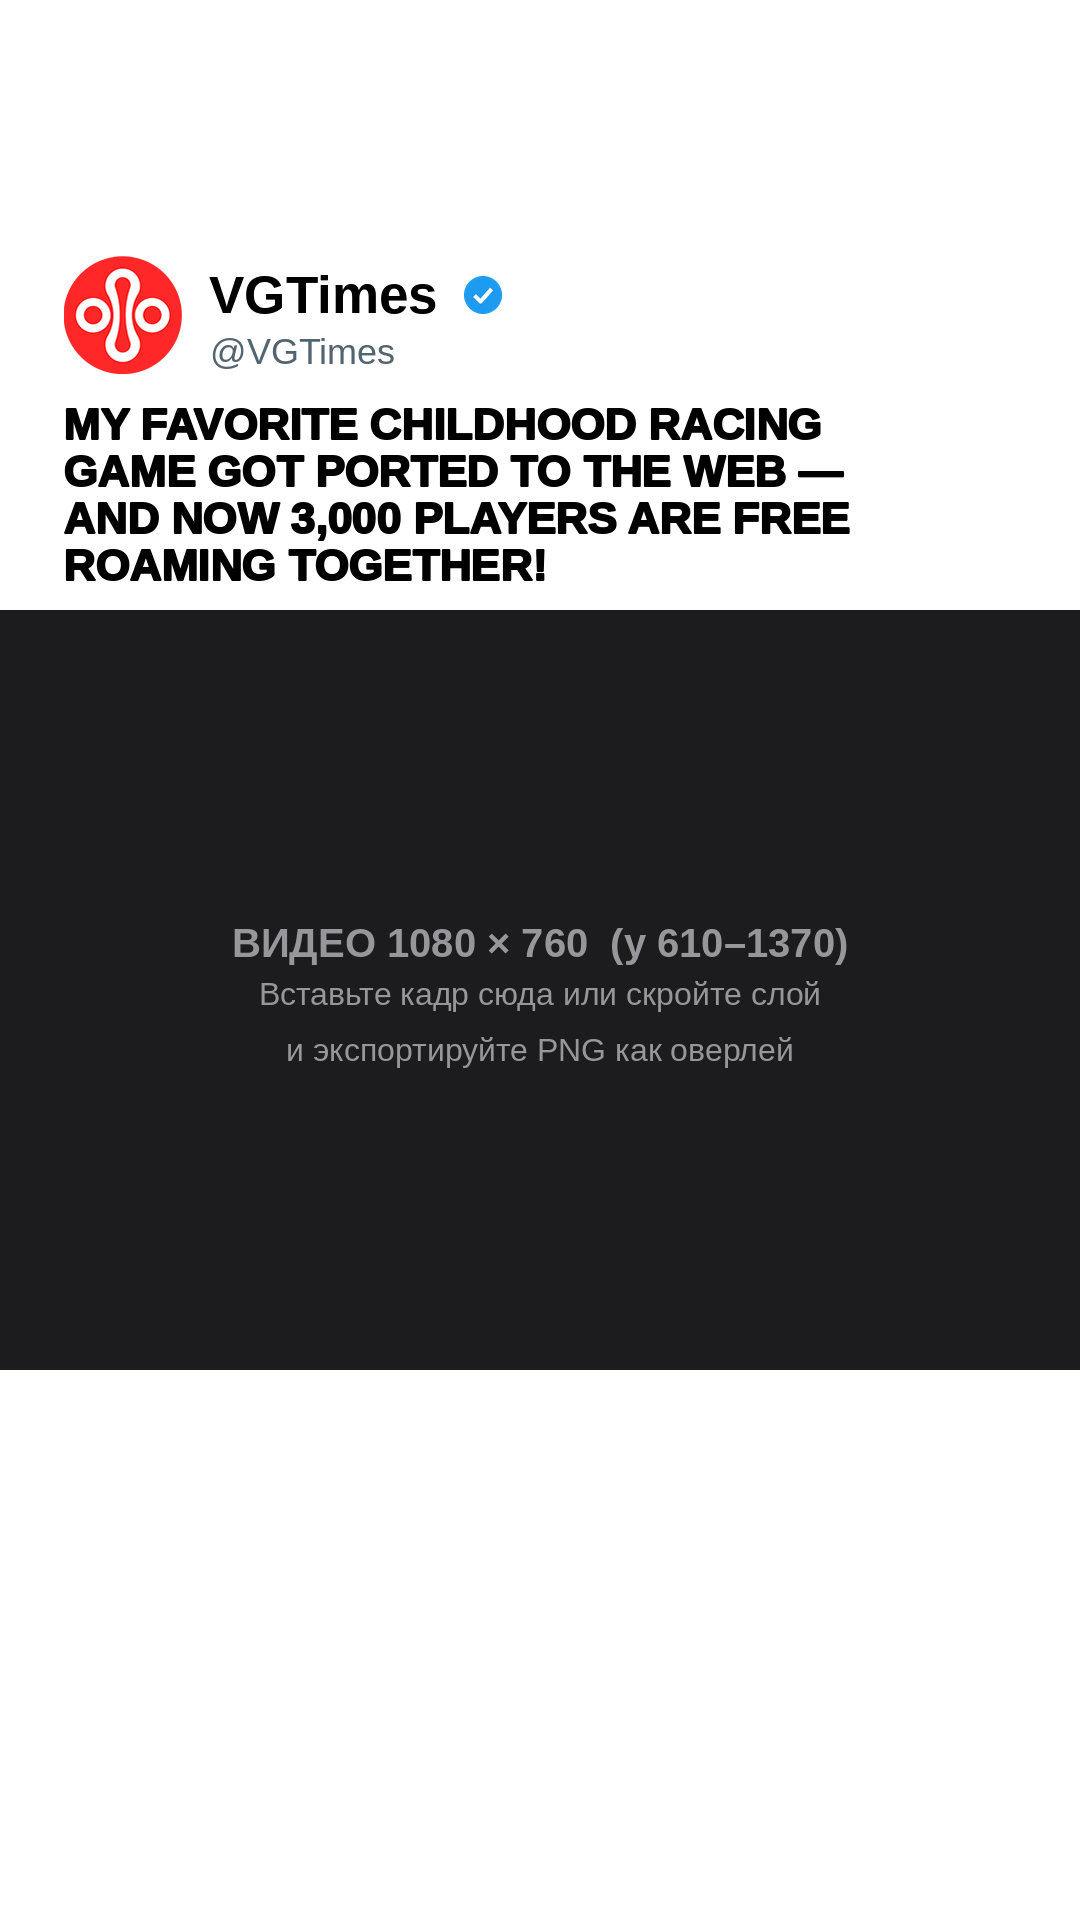 VGTimes
@VGTimes
MY FAVORITE CHILDHOOD RACING
GAME GOT PORTED TO THE WEB —
AND NOW 3,000 PLAYERS ARE FREE
ROAMING TOGETHER!
ВИДЕО 1080 × 760 (y 610–1370)
Вставьте кадр сюда или скройте слой
и экспортируйте PNG как оверлей